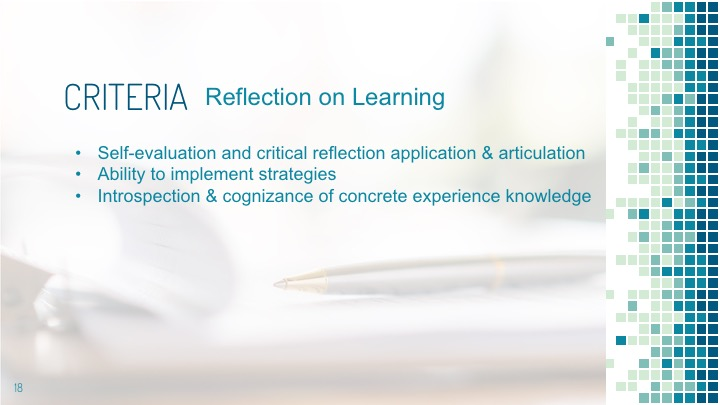 CRITERIA Reflection on Learning
• Self-evaluation and critical reflection application & articulation
• Ability to implement strategies
• Introspection & cognizance of concrete experience knowledge
18